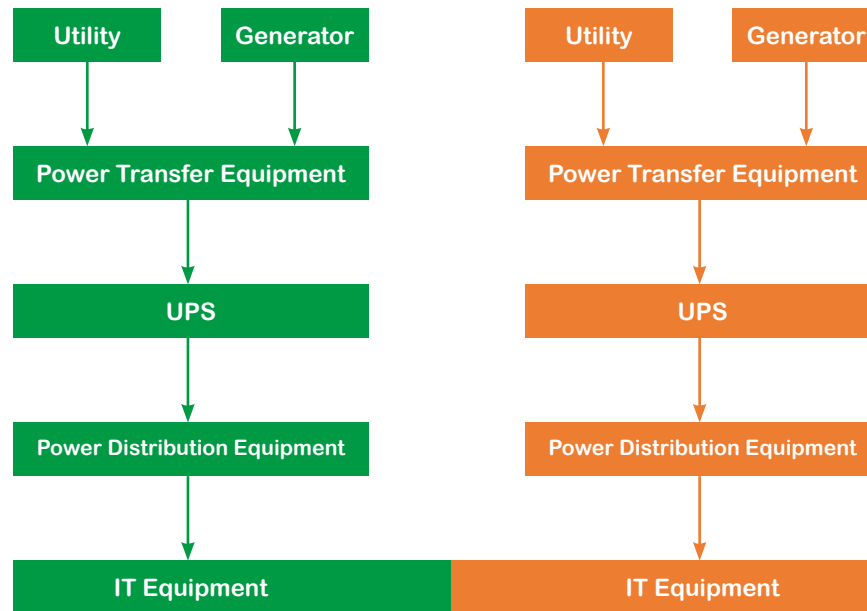 Utility
Generator
Utility
Generator
Power Transfer Equipment
Power Transfer Equipment
UPS
UPS
Power Distribution Equipment
Power Distribution Equipment
IT Equipment
IT Equipment